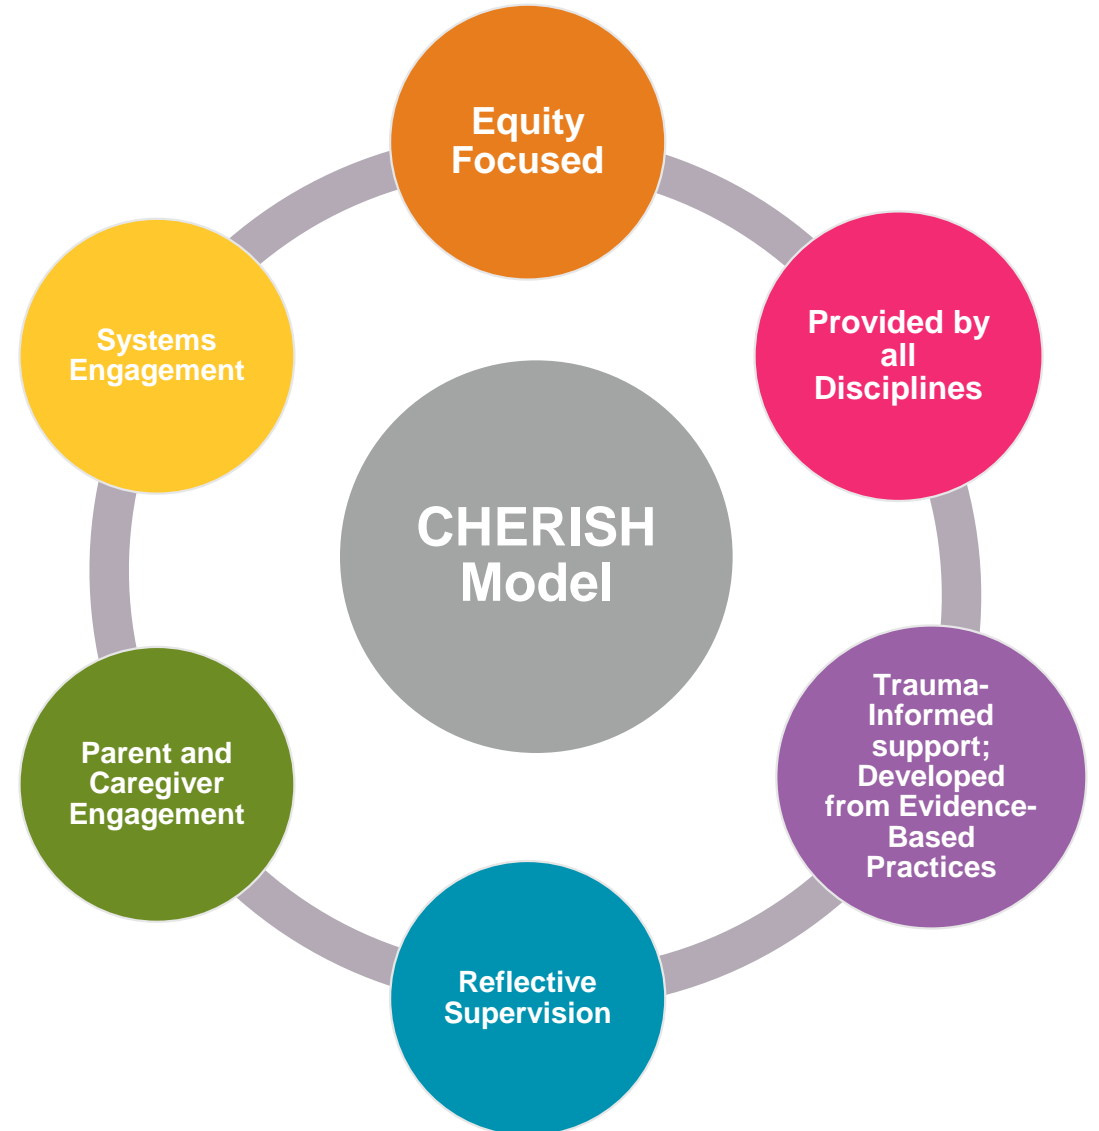 Equity
Focused
Provided by
all
Disciplines
Trauma-
Informed
support;
Developed
from Evidence-
Based
Practices
Reflective
Supervision
Parent and
Caregiver
Engagement
Systems
Engagement
CHERISH
Model